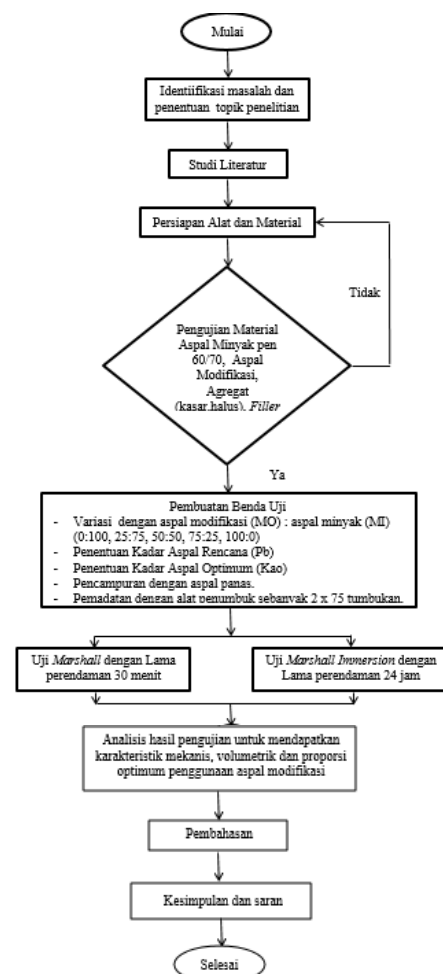 Mulai
Identiifikasi masalah dan
penentuan topik penelitian
Studi Literatur
Persiapan Alat dan Material
Tidak
Pengujian Material
Aspal Minyak pen
60/70, Aspal
Modifikasi,
Agregat
(kasar,halus), Filler
Ya
Pembuatan Benda Uji
- Variasi dengan aspal modifikasi (MO) : aspal minyak (MI)
(0:100, 25:75, 50:50, 75:25, 100:0)
- Penentuan Kadar Aspal Rencana (Pb)
- Penentuan Kadar Aspal Optimum (Kao)
- Pencampuran dengan aspal panas.
- Pemadatan dengan alat penumbuk sebanyak 2 x 75 tumbukan.
Uji Marshall dengan Lama
perendaman 30 menit
Uji Marshall Immersion dengan
Lama perendaman 24 jam
Analisis hasil pengujian untuk mendapatkan
karakteristik mekanis, volumetrik dan proporsi
optimum penggunaan aspal modifikasi
Pembahasan
Kesimpulan dan saran
Selesai